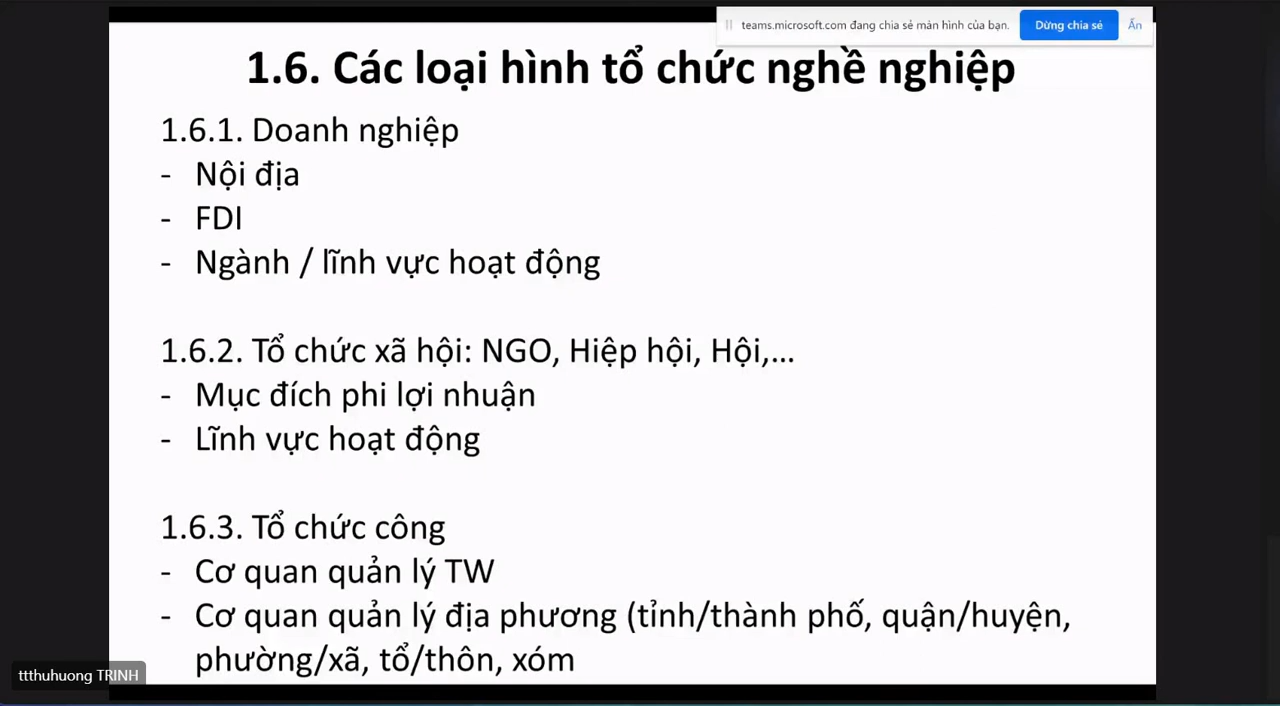 teams.microsoft.com đang chia sẻ màn hình của bạn.
Dừng chia sẻ
Ẩn
1.6. Các loại hình tổ chức nghề nghiệp
1.6.1. Doanh nghiệp
- Nội địa
- FDI
- Ngành / lĩnh vực hoạt động
1.6.2. Tổ chức xã hội: NGO, Hiệp hội, Hội,...
- Mục đích phi lợi nhuận
- Lĩnh vực hoạt động
1.6.3. Tổ chức công
- Cơ quan quản lý TW
- Cơ quan quản lý địa phương (tỉnh/thành phố, quận/huyện,
phường/xã, tổ/thôn, xóm
ttthuhuong TRINH